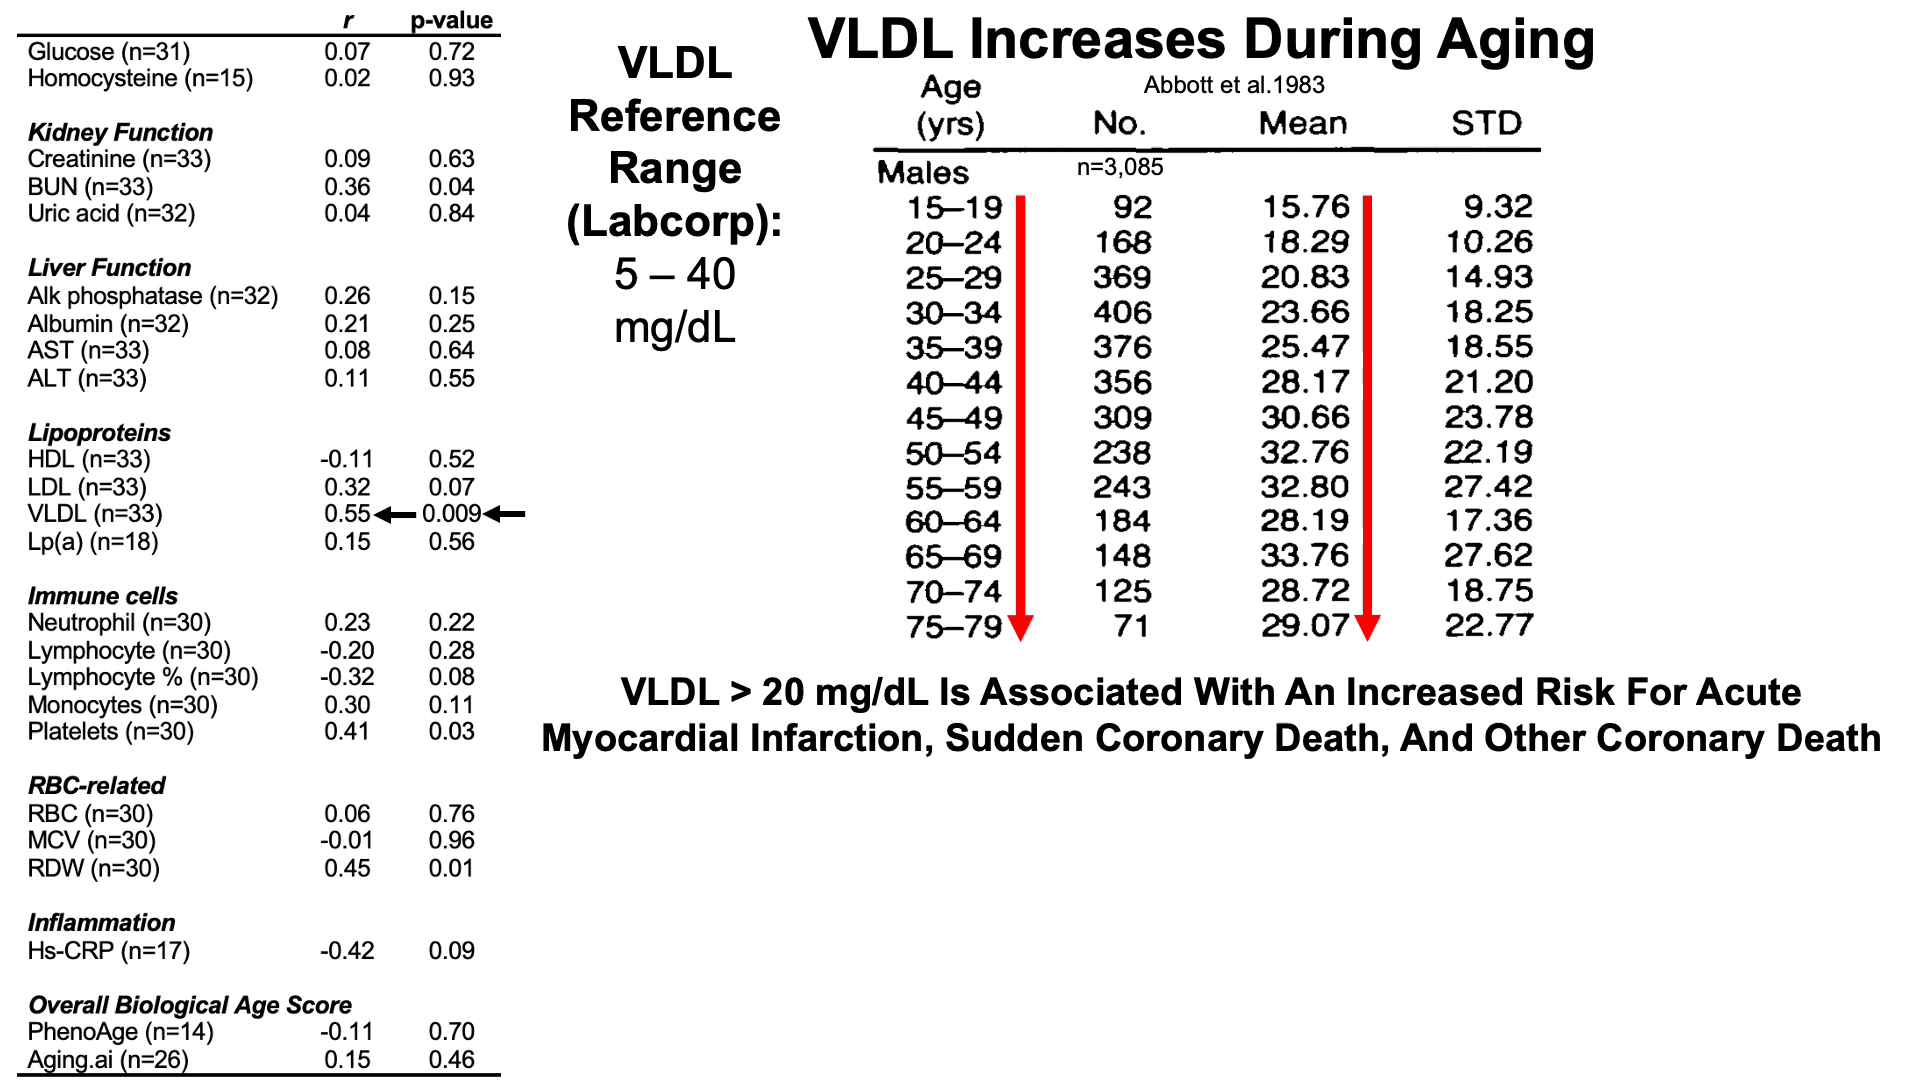 r p-value
Glucose (n=31) 0.07 0.72
Homocysteine (n=15) 0.02 0.93
Kidney Function
Creatinine (n=33) 0.09 0.63
BUN (n=33) 0.36 0.04
Uric acid (n=32) 0.04 0.84
Liver Function
Alk phosphatase (n=32) 0.26 0.15
Albumin (n=32) 0.21 0.25
AST (n=33) 0.08 0.64
ALT (n=33) 0.11 0.55
Lipoproteins
HDL (n=33) -0.11 0.52
LDL (n=33) 0.32 0.07
VLDL (n=33) 0.55 0.009
Lp(a) (n=18) 0.15 0.56
Immune cells
Neutrophil (n=30) 0.23 0.22
Lymphocyte (n=30) -0.20 0.28
Lymphocyte % (n=30) -0.32 0.08
Monocytes (n=30) 0.30 0.11
Platelets (n=30) 0.41 0.03
RBC-related
RBC (n=30) 0.06 0.76
MCV (n=30) -0.01 0.96
RDW (n=30) 0.45 0.01
Inflammation
Hs-CRP (n=17) -0.42 0.09
Overall Biological Age Score
PhenoAge (n=14) -0.11 0.70
Aging.ai (n=26) 0.15 0.46
VLDL
Reference
Range
(Labcorp):
5 – 40
mg/dL
VLDL Increases During Aging
Abbott et al.1983
Age
(yrs) No. Mean STD
Males n=3,085
15–19 92 15.76 9.32
20–24 168 18.29 10.26
25–29 369 20.83 14.93
30–34 406 23.66 18.25
35–39 376 25.47 18.55
40–44 356 28.17 21.20
45–49 309 30.66 23.78
50–54 238 32.76 22.19
55–59 243 32.80 27.42
60–64 184 28.19 17.36
65–69 148 33.76 27.62
70–74 125 28.72 18.75
75–79 71 29.07 22.77
VLDL > 20 mg/dL Is Associated With An Increased Risk For Acute
Myocardial Infarction, Sudden Coronary Death, And Other Coronary Death